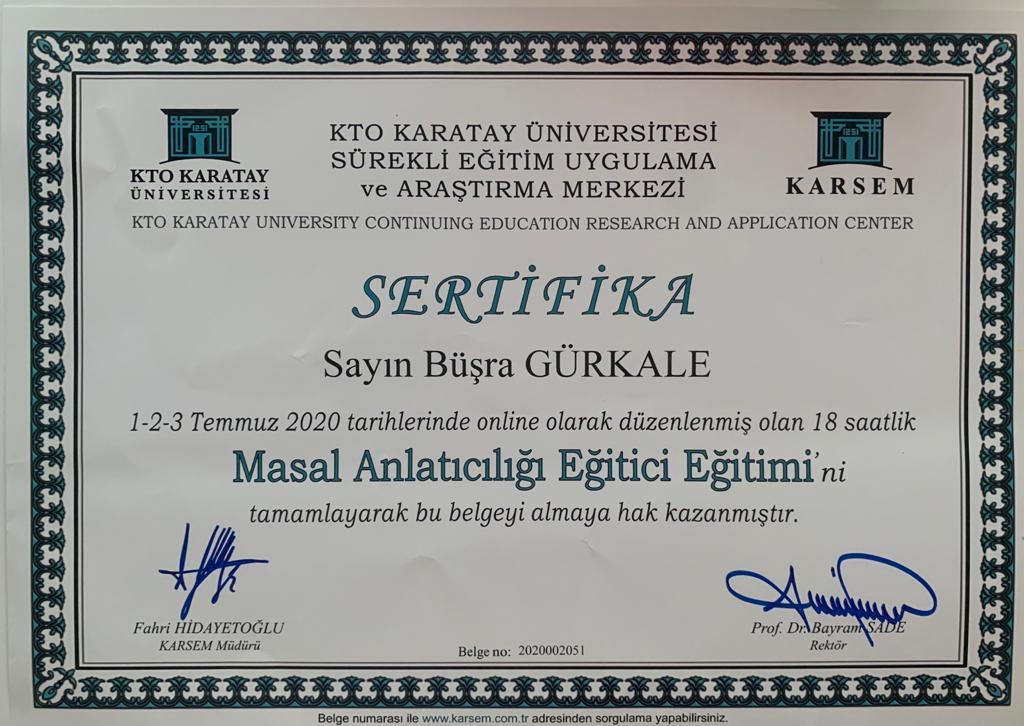 1251
KTO KARATAY
ÜNİVERSİTESİ
KTO KARATAY ÜNİVERSİTESİ
SÜREKLİ EĞİTİM UYGULAMA
ve ARAŞTIRMA MERKEZİ
1251
KARSEM
KTO KARATAY UNIVERSITY CONTINUING EDUCATION RESEARCH AND APPLICATION CENTER
SERTİFİKA
Sayın Büşra GÜRKALE
1-2-3 Temmuz 2020 tarihlerinde online olarak düzenlenmiş olan 18 saatlik
Masal Anlatıcılığı Eğitici Eğitimi'ni
tamamlayarak bu belgeyi almaya hak kazanmıştır.
Fahri HİDAYETOĞLU
KARSEM Müdürü
Belge no: 2020002051
Prof. Dr. Bayram SADE
Rektör
Belge numarası ile www.karsem.com.tr adresinden sorgulama yapabilirsiniz.